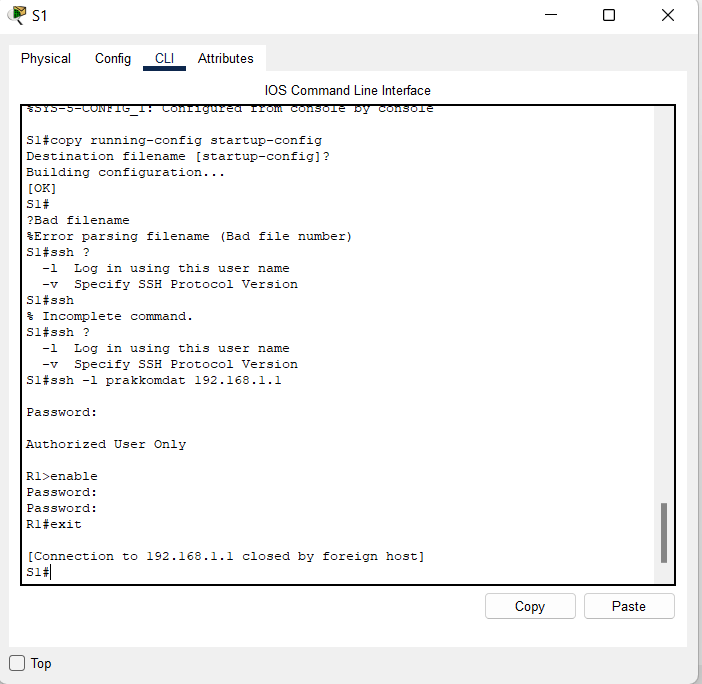 S1
Physical Config CLI Attributes
IOS Command Line Interface
%SYS-5-CONFIG_I: Configured from console by console
S1#copy running-config startup-config
Destination filename [startup-config]?
Building configuration...
[OK]
S1#
?Bad filename
%Error parsing filename (Bad file number)
S1#ssh ?
-l Log in using this user name
-v Specify SSH Protocol Version
S1#ssh
% Incomplete command.
S1#ssh ?
-l Log in using this user name
-v Specify SSH Protocol Version
S1#ssh -l prakkomdat 192.168.1.1
Password:
Authorized User Only
R1>enable
Password:
Password:
R1#exit
[Connection to 192.168.1.1 closed by foreign host]
S1#
Copy Paste
Top